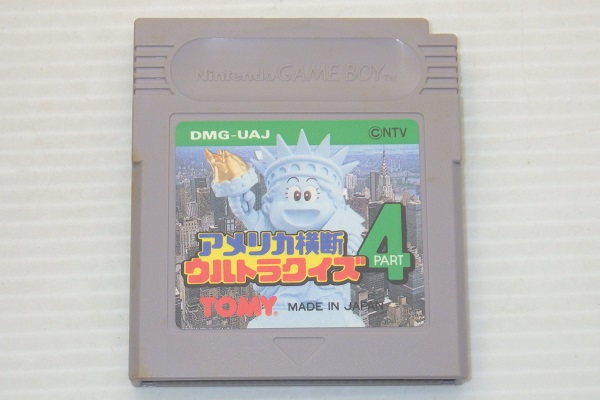 Nintendo GAME BOY™
DMG-UAJ ©NTV
アメリカ横断
ウルトラクイズ
PART 4
TOMY MADE IN JAPAN